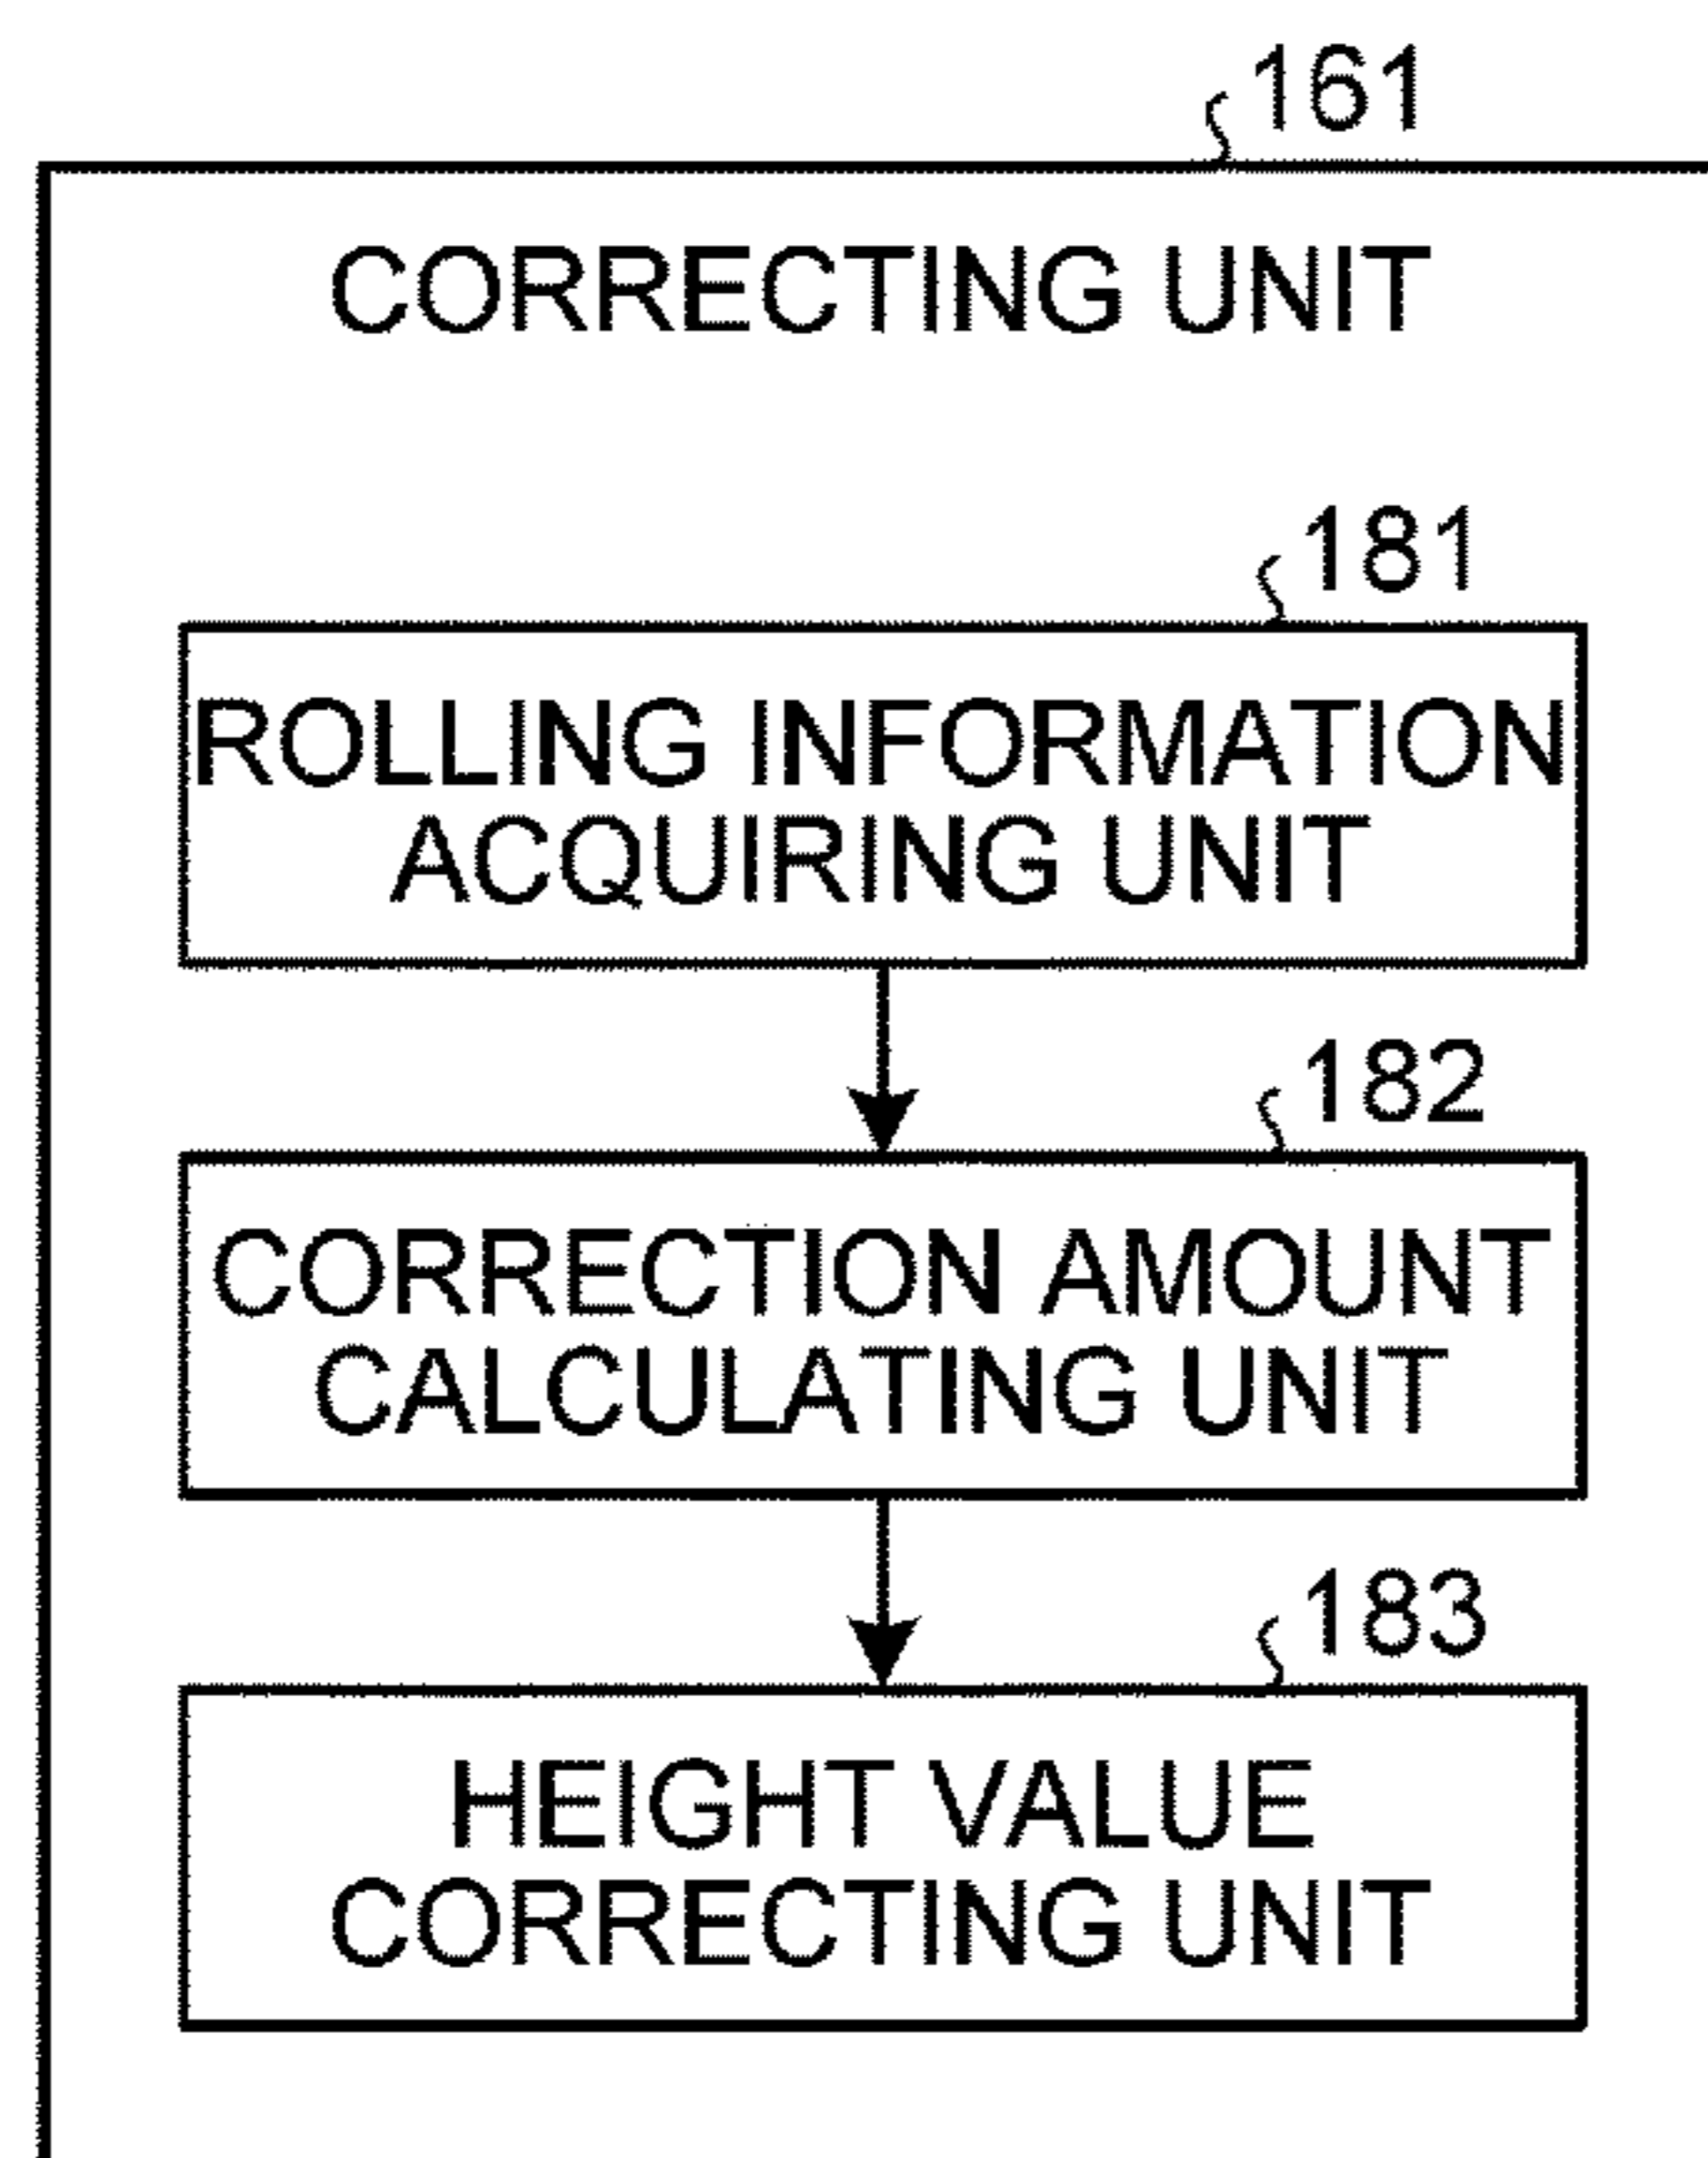 161
CORRECTING UNIT
181
ROLLING INFORMATION
ACQUIRING UNIT
182
CORRECTION AMOUNT
CALCULATING UNIT
183
HEIGHT VALUE
CORRECTING UNIT